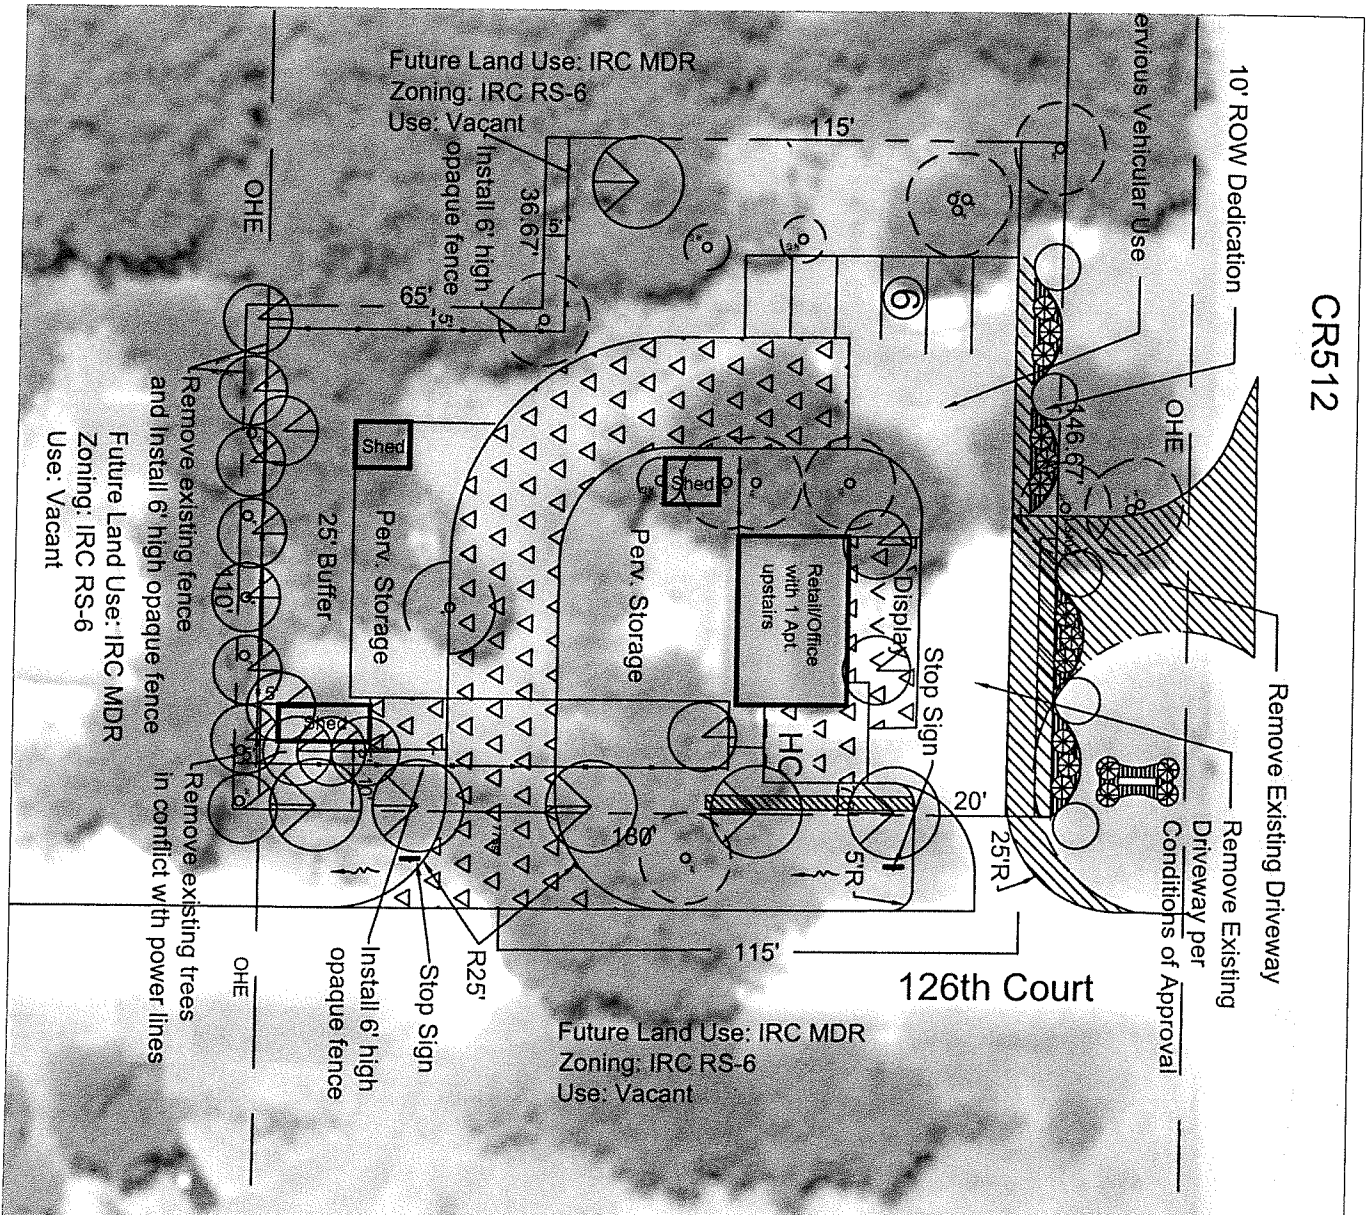 CR512
10' ROW Dedication
ervious Vehicular Use
Future Land Use: IRC MDR
Zoning: IRC RS-6
Use: Vacant
115'
Install 6' high
opaque fence
36.67'
5'
OHE
65'
5'
6
OHE
146.67'
Remove Existing Driveway
Remove Existing
Driveway per
Conditions of Approval
Shed
Shed
Display
Stop Sign
Retail/Office
with 1 Apt.
upstairs
Perv. Storage
Perv. Storage
25' Buffer
110'
Remove existing fence
and Install 6' high opaque fence
Future Land Use: IRC MDR
Zoning: IRC RS-6
Use: Vacant
Shed
5'
10'
HC
20'
25'R
5'R
180'
Remove existing trees
in conflict with power lines
OHE
Install 6' high
opaque fence
Stop Sign
R25'
115'
126th Court
Future Land Use: IRC MDR
Zoning: IRC RS-6
Use: Vacant